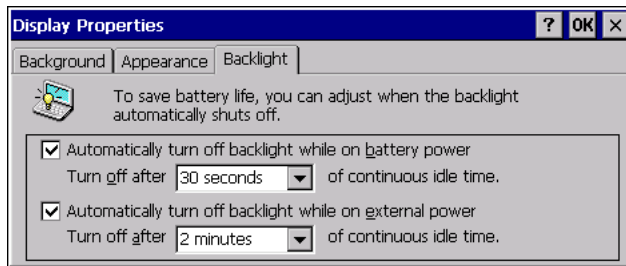 Display Properties ? OK ×
Background Appearance Backlight
To save battery life, you can adjust when the backlight
automatically shuts off.
Automatically turn off backlight while on battery power
Turn off after 30 seconds of continuous idle time.
Automatically turn off backlight while on external power
Turn off after 2 minutes of continuous idle time.